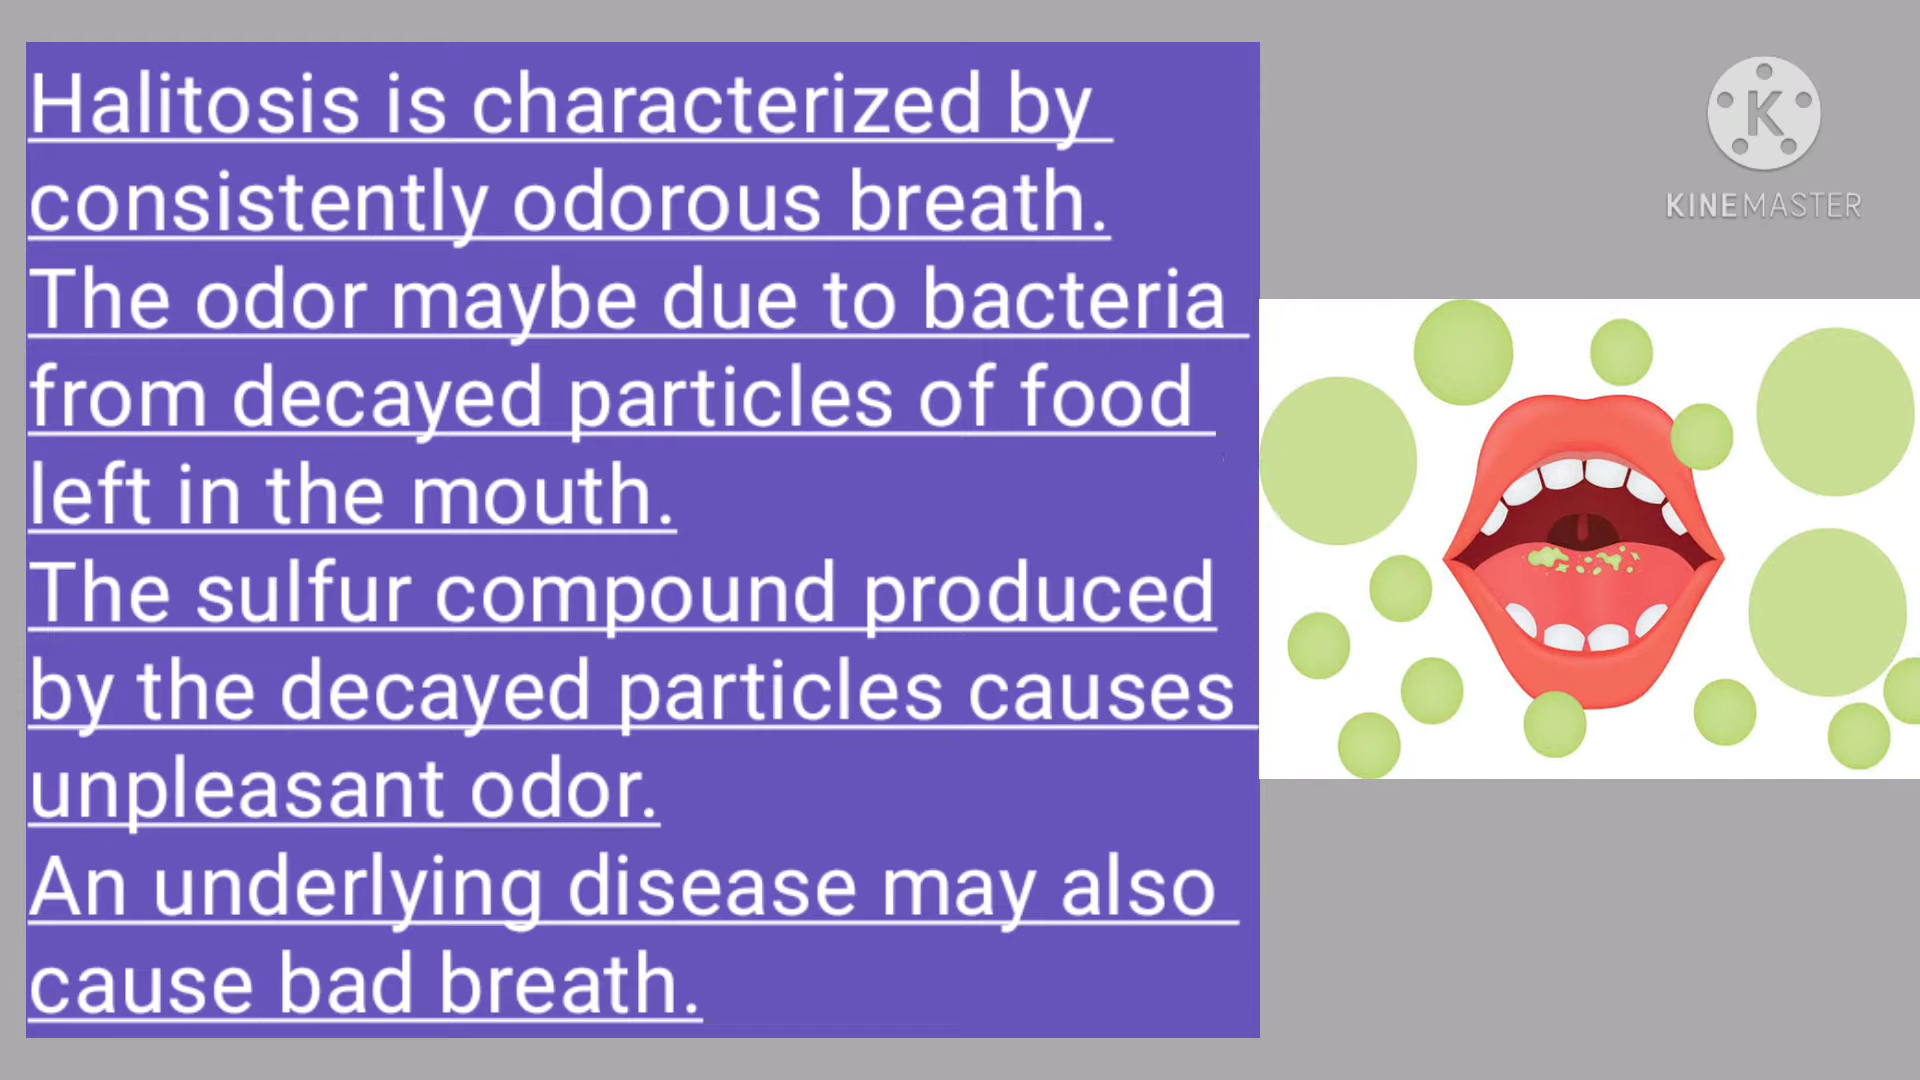 Halitosis is characterized by
consistently odorous breath.
The odor maybe due to bacteria
from decayed particles of food
left in the mouth.
The sulfur compound produced
by the decayed particles causes
unpleasant odor.
An underlying disease may also
cause bad breath.
K
KINEMASTER